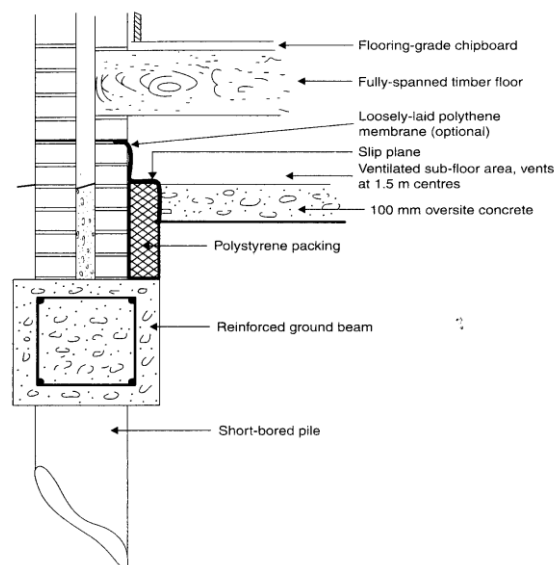 Flooring-grade chipboard
Fully-spanned timber floor
Loosely-laid polythene
membrane (optional)
Slip plane
Ventilated sub-floor area, vents
at 1.5 m centres
100 mm oversite concrete
Polystyrene packing
Reinforced ground beam
Short-bored pile